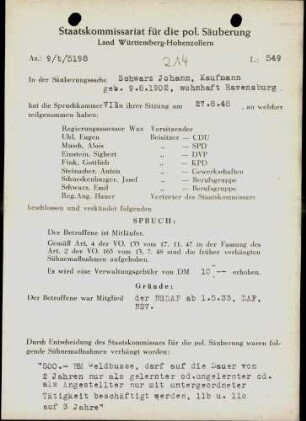 Staatskommissariat für die pol. Säuberung
Land Württemberg-Hohenzollern
Az.: 9/t/5198
214
L.: 549
In der Säuberungssache Schwarz Johann, Kaufmann
geb. 9.8.1902, wohnhaft Ravensburg
hat die Spruchkammer VII in ihrer Sitzung am 27.8.48 , an welcher
teilgenommen haben:
Regierungsassessor Wax Vorsitzender
Uhl, Eugen Beisitzer — CDU
Musch, Alois „ — SPD
Einstein, Sigbert „ — DVP
Fink, Gottlieb „ — KPD
Steinacher, Anton „ — Gewerkschaften
Schneckenburger, Josef „ — Berufsgruppe
Schwarz, Emil „ — Berufsgruppe
Reg.Ang. Hauer Vertreter des Staatskommissars
beschlossen und verkündet folgenden
SPRUCH:
Der Betroffene ist Mitläufer.
Gemäß Art. 4 der VO. 133 vom 17. 11. 47 in der Fassung des
Art. 2 der VO. 165 vom 13. 7. 48 sind die früher verhängten
Sühnemaßnahmen aufgehoben.
Es wird eine Verwaltungsgebühr von DM 10 -- erhoben.
Gründe:
Der Betroffene war Mitglied der NSDAP ab 1.5.33, DAF,
NSV.
Durch Entscheidung des Staatskommissars für die pol. Säuberung waren folgende Sühnemaßnahmen verhängt worden:
"500.- RM Geldbusse, darf auf die Dauer von
2 Jahren nur als gelernter od.ungelernter od.
als Angestellter nur mit untergeordneter
Tätigkeit beschäftigt werden, 11b u. 11c
auf 3 Jahre"